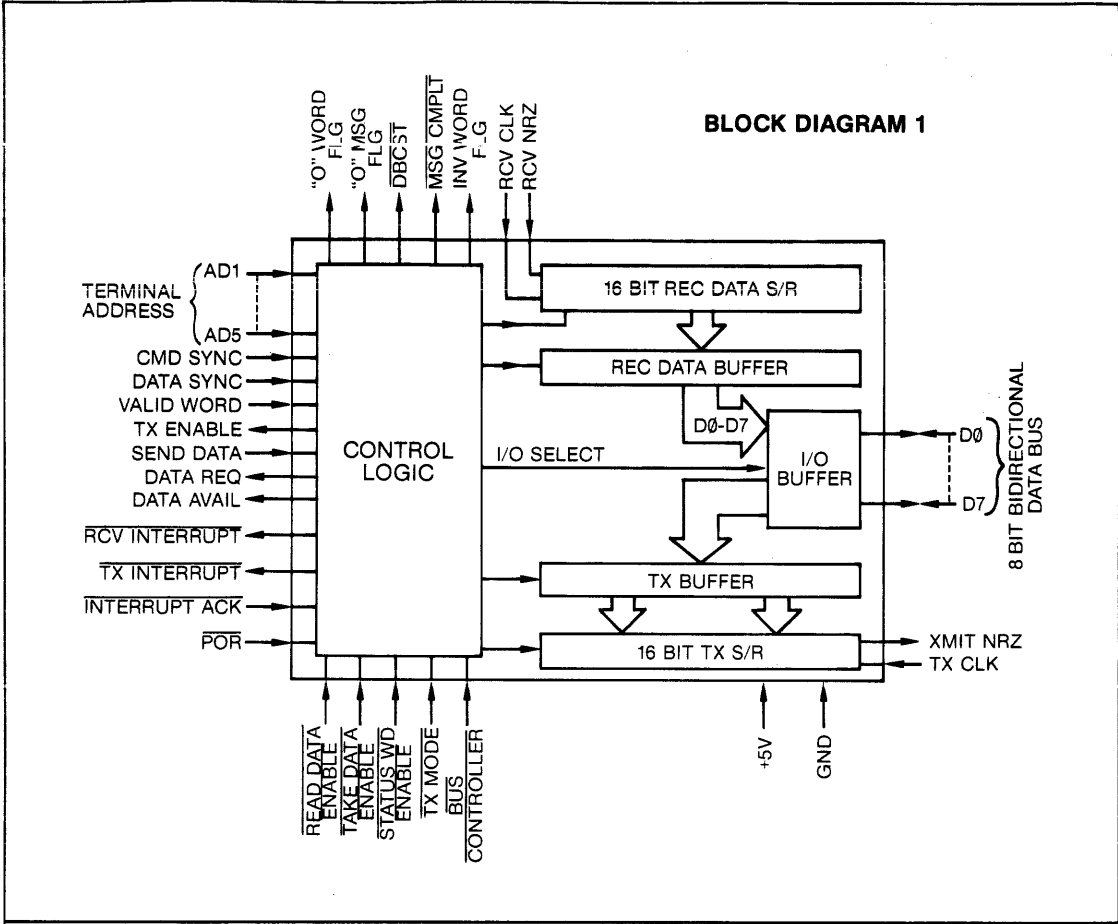 BLOCK DIAGRAM 1
"O" WORD
FLG
"O" MSG
FLG
DBCST
MSG CMPLT
INV WORD
FLG
RCV CLK
RCV NRZ
TERMINAL
ADDRESS
AD1
AD5
CMD SYNC
DATA SYNC
VALID WORD
TX ENABLE
SEND DATA
DATA REQ
DATA AVAIL
RCV INTERRUPT
TX INTERRUPT
INTERRUPT ACK
POR
CONTROL
LOGIC
16 BIT REC DATA S/R
REC DATA BUFFER
DØ-D7
I/O SELECT
I/O
BUFFER
TX BUFFER
16 BIT TX S/R
DØ
D7
8 BIT BIDIRECTIONAL
DATA BUS
XMIT NRZ
TX CLK
READ DATA
ENABLE
TAKE DATA
ENABLE
STATUS WD
ENABLE
TX MODE
BUS
CONTROLLER
+5V
GND